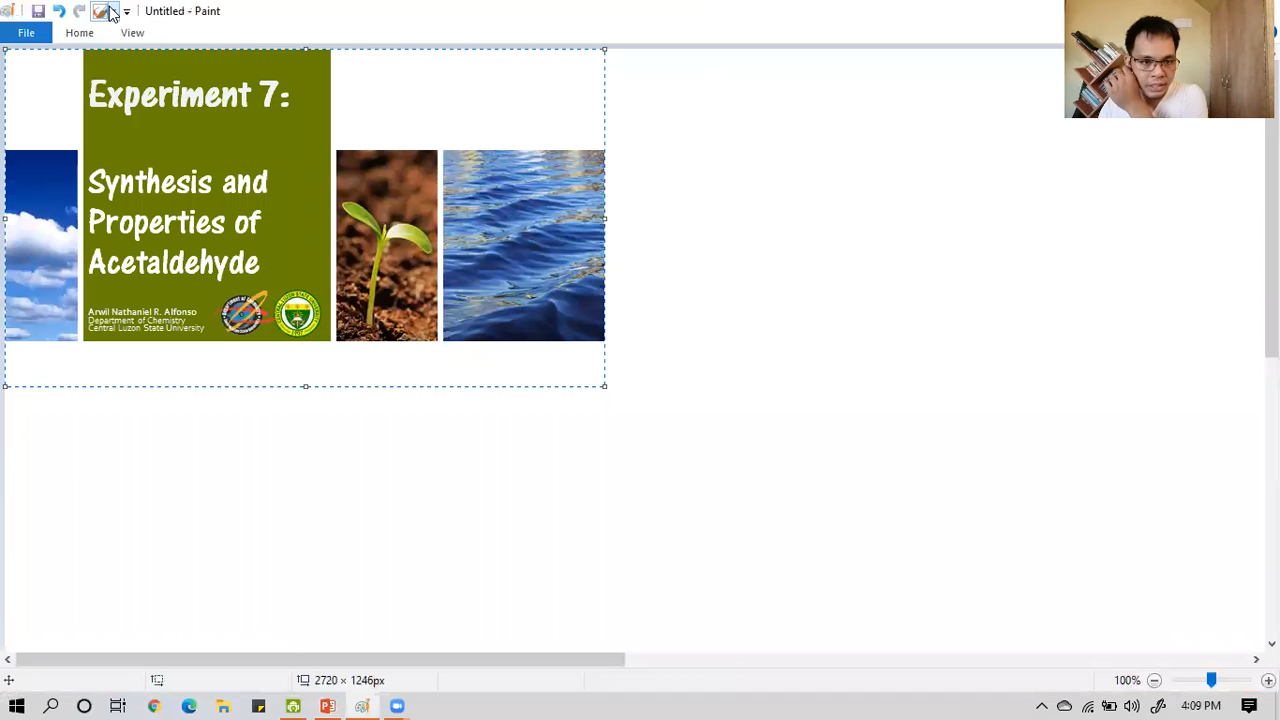 Untitled - Paint
File
Home
View
Experiment 7:
Synthesis and
Properties of
Acetaldehyde
Arwil Nathaniel R. Alfonso
Department of Chemistry
Central Luzon State University
2720 × 1246px
100%
4:09 PM